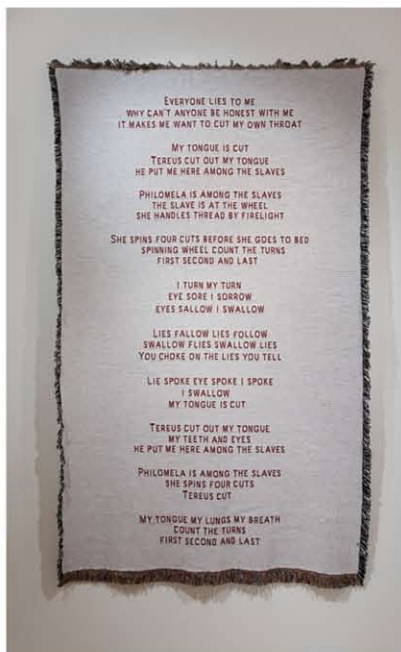 EVERYONE LIES TO ME
WHY CAN'T ANYONE BE HONEST WITH ME
IT MAKES ME WANT TO CUT MY OWN THROAT
MY TONGUE IS CUT
TEREUS CUT OUT MY TONGUE
HE PUT ME HERE AMONG THE SLAVES
PHILOMELA IS AMONG THE SLAVES
THE SLAVE IS AT THE WHEEL
SHE HANDLES THREAD BY FIRELIGHT
SHE SPINS FOUR CUTS BEFORE SHE GOES TO BED
SPINNING WHEEL COUNT THE TURNS
FIRST SECOND AND LAST
I TURN MY TURN
EYE SORE I SORROW
EYES SALLOW I SWALLOW
LIES FALLOW LIES FOLLOW
SWALLOW FLIES SWALLOW LIES
YOU CHOKE ON THE LIES YOU TELL
LIE SPOKE EYE SPOKE I SPOKE
I SWALLOW
MY TONGUE IS CUT
TEREUS CUT OUT MY TONGUE
MY TEETH AND EYES
HE PUT ME HERE AMONG THE SLAVES
PHILOMELA IS AMONG THE SLAVES
SHE SPINS FOUR CUTS
TEREUS CUT
MY TONGUE MY LUNGS MY BREATH
COUNT THE TURNS
FIRST SECOND AND LAST